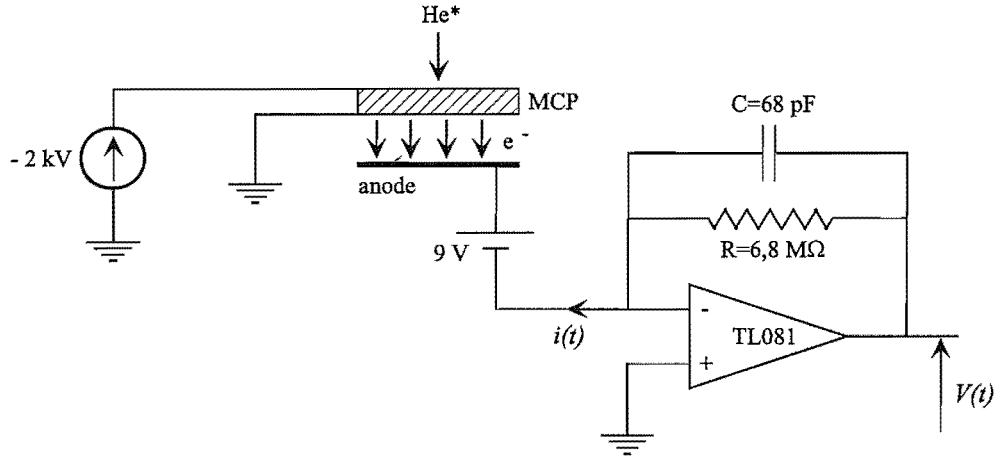 He*
MCP
C=68 pF
- 2 kV
e -
anode
R=6,8 MΩ
9 V
-
i(t)
TL081
+
V(t)